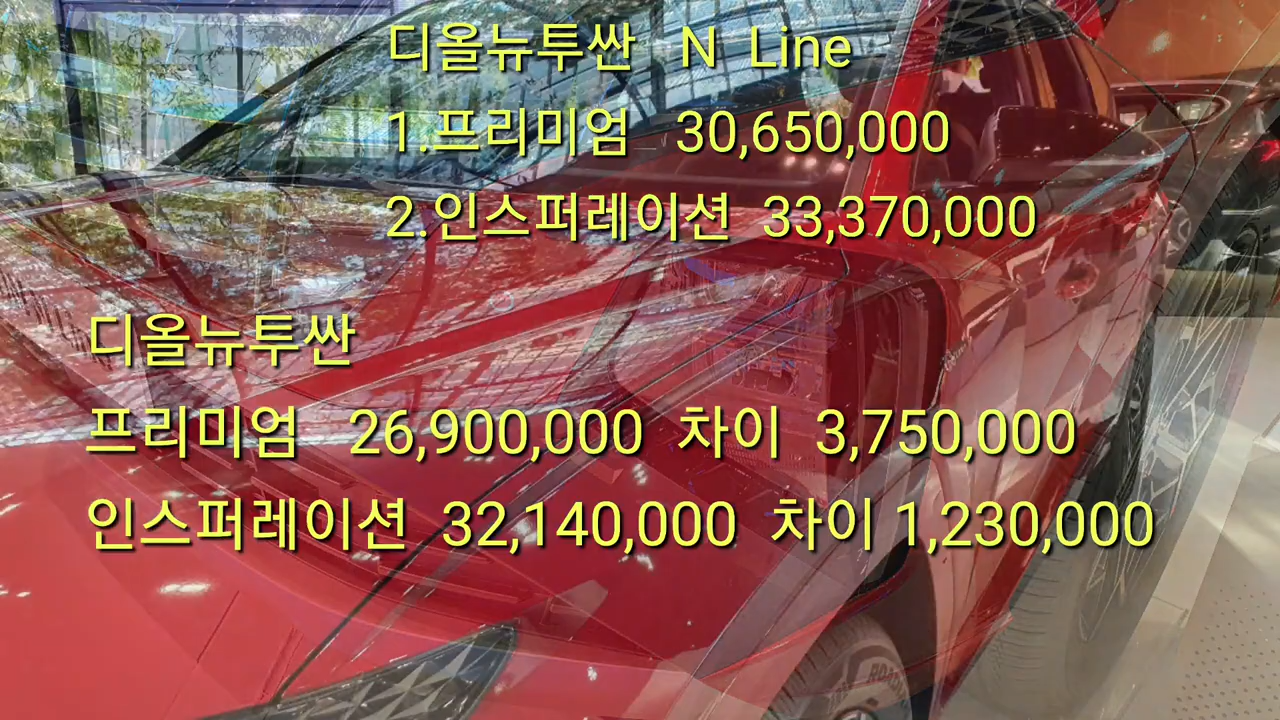 디올뉴투싼 N Line
1.프리미엄 30,650,000
2.인스퍼레이션 33,370,000
디올뉴투싼
프리미엄 26,900,000 차이 3,750,000
인스퍼레이션 32,140,000 차이 1,230,000